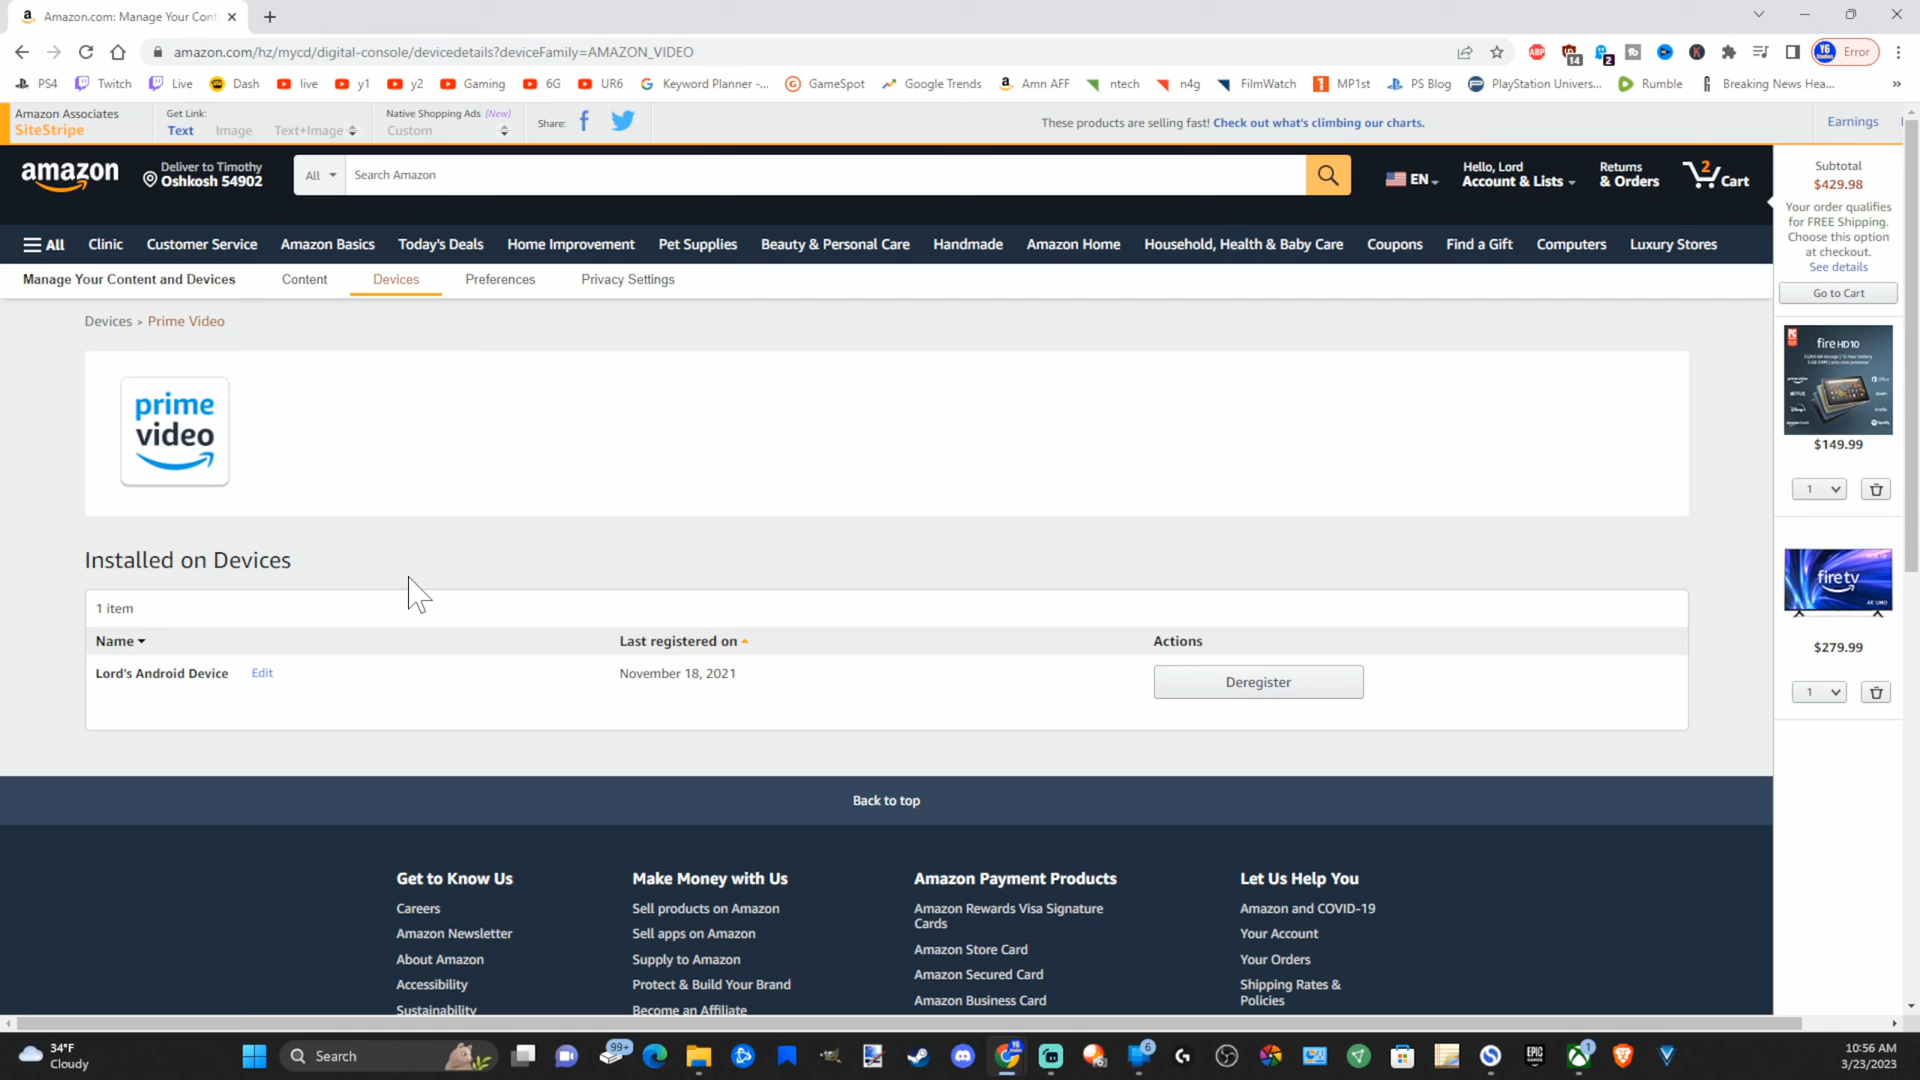 Amazon.com: Manage Your Cont
amazon.com/hz/mycd/digital-console/devicedetails?deviceFamily=AMAZON_VIDEO
ABP
14
2
K
Error
PS4
Twitch
Live
Dash
live
y1
y2
Gaming
6G
UR6
Keyword Planner -...
GameSpot
Google Trends
Amn AFF
ntech
n4g
FilmWatch
MP1st
PS Blog
PlayStation Univers...
Rumble
Breaking News Hea...
Amazon Associates
SiteStripe
Get Link:
Text
Image
Text+Image
Native Shopping Ads (New)
Custom
Share:
These products are selling fast! Check out what's climbing our charts.
Earnings
amazon
Deliver to Timothy
Oshkosh 54902
All
Search Amazon
EN
Hello, Lord
Account & Lists
Returns
& Orders
2
Cart
All
Clinic
Customer Service
Amazon Basics
Today's Deals
Home Improvement
Pet Supplies
Beauty & Personal Care
Handmade
Amazon Home
Household, Health & Baby Care
Coupons
Find a Gift
Computers
Luxury Stores
Manage Your Content and Devices
Content
Devices
Preferences
Privacy Settings
Devices > Prime Video
prime
video
Installed on Devices
1 item
Name
Last registered on
Actions
Lord's Android Device
Edit
November 18, 2021
Deregister
Subtotal
$429.98
Your order qualifies
for FREE Shipping.
Choose this option
at checkout.
See details
Go to Cart
fire HD 10
$149.99
1
fire tv
4K UHD
$279.99
1
Back to top
Get to Know Us
Careers
Amazon Newsletter
About Amazon
Accessibility
Sustainability
Make Money with Us
Sell products on Amazon
Sell apps on Amazon
Supply to Amazon
Protect & Build Your Brand
Become an Affiliate
Amazon Payment Products
Amazon Rewards Visa Signature
Cards
Amazon Store Card
Amazon Secured Card
Amazon Business Card
Let Us Help You
Amazon and COVID-19
Your Account
Your Orders
Shipping Rates &
Policies
34°F
Cloudy
Search
99+
6
EPIC
1
10:56 AM
3/23/2023